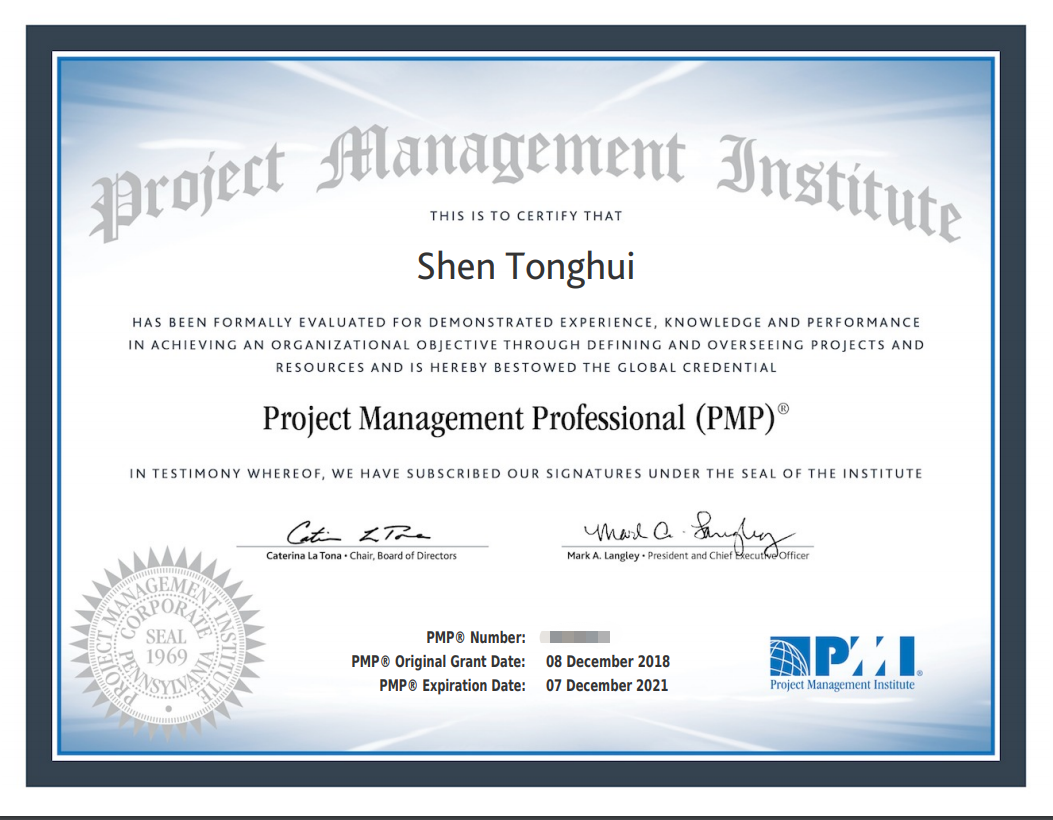 Project Management Institute
THIS IS TO CERTIFY THAT
Shen Tonghui
HAS BEEN FORMALLY EVALUATED FOR DEMONSTRATED EXPERIENCE, KNOWLEDGE AND PERFORMANCE
IN ACHIEVING AN ORGANIZATIONAL OBJECTIVE THROUGH DEFINING AND OVERSEEING PROJECTS AND
RESOURCES AND IS HEREBY BESTOWED THE GLOBAL CREDENTIAL
Project Management Professional (PMP)®
IN TESTIMONY WHEREOF, WE HAVE SUBSCRIBED OUR SIGNATURES UNDER THE SEAL OF THE INSTITUTE
Caterina La Tona • Chair, Board of Directors
Mark A. Langley
Mark A. Langley • President and Chief Executive Officer
PROJECT MANAGEMENT INSTITUTE
CORPORATE
SEAL
1969
PENNSYLVANIA
PMP® Number:
PMP® Original Grant Date: 08 December 2018
PMP® Expiration Date: 07 December 2021
PMI®
Project Management Institute